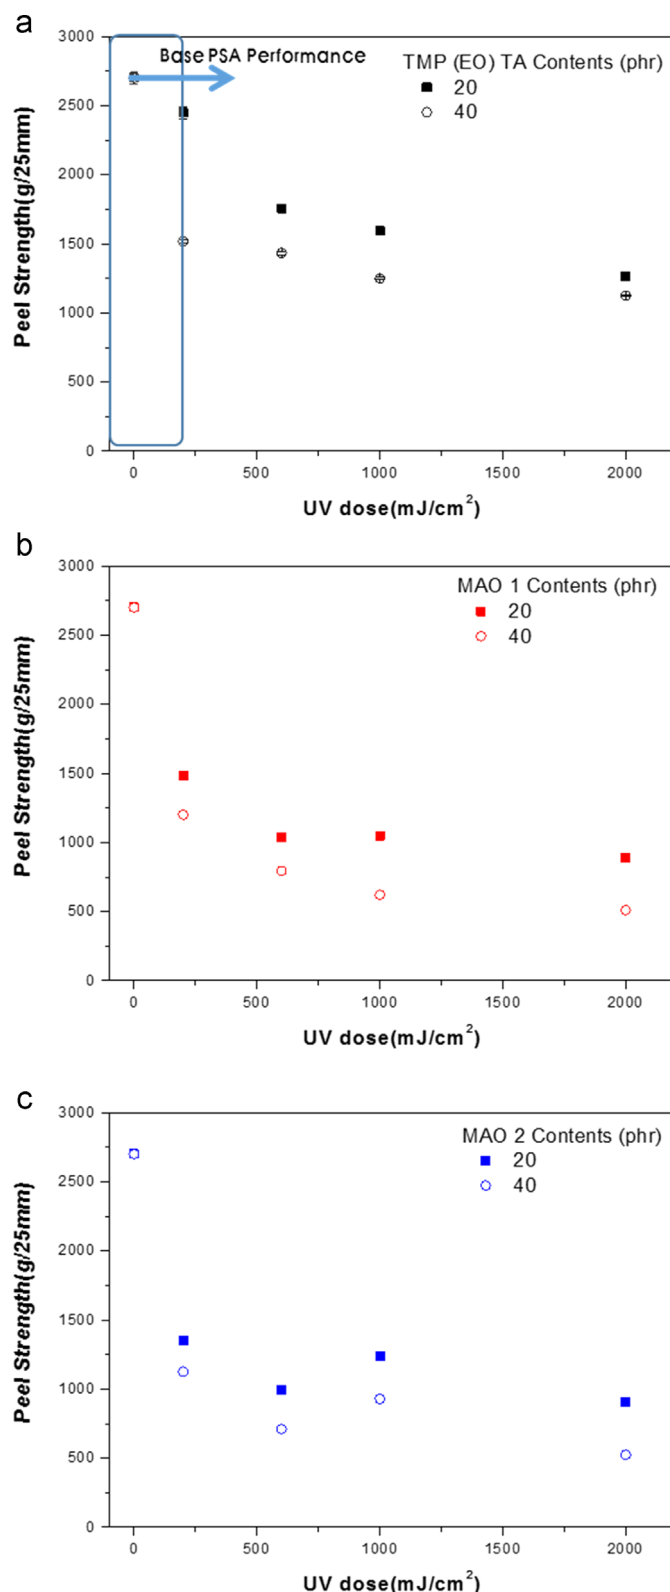 a
3000
Base PSA Performance
TMP (EO) TA Contents (phr)
2500
20
40
2000
1500
1000
500
0
Peel Strength(g/25mm)
0 500 1000 1500 2000
UV dose(mJ/cm²)
b
3000
MAO 1 Contents (phr)
20
2500
40
2000
1500
1000
500
0
Peel Strength(g/25mm)
0 500 1000 1500 2000
UV dose(mJ/cm²)
c
3000
MAO 2 Contents (phr)
20
2500
40
2000
1500
1000
500
0
Peel Strength(g/25mm)
0 500 1000 1500 2000
UV dose(mJ/cm²)